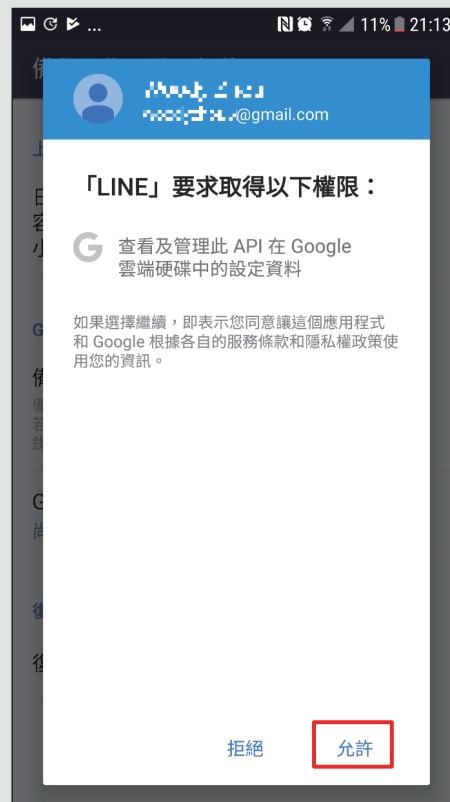 ... 11% 21:13
@gmail.com
「LINE」要求取得以下權限：
查看及管理此 API 在 Google
雲端硬碟中的設定資料
如果選擇繼續，即表示您同意讓這個應用程式
和 Google 根據各自的服務條款和隱私權政策使
用您的資訊。
拒絕 允許